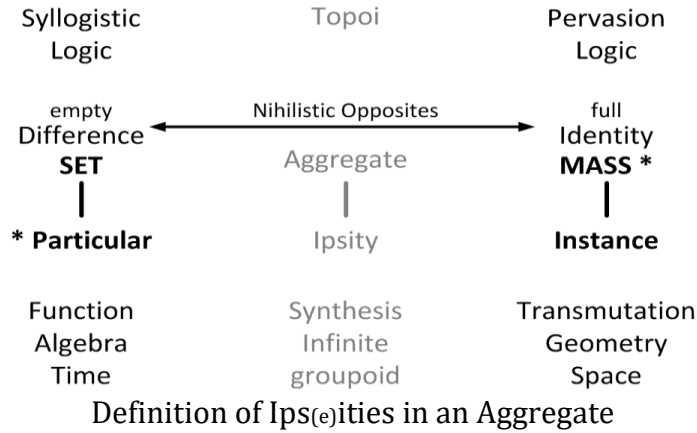 Syllogistic Topoi Pervasion
Logic Logic
empty Nihilistic Opposites full
Difference Identity
SET Aggregate MASS *
* Particular Ipsity Instance
Function Synthesis Transmutation
Algebra Infinite Geometry
Time groupoid Space
Definition of Ips(e)ities in an Aggregate